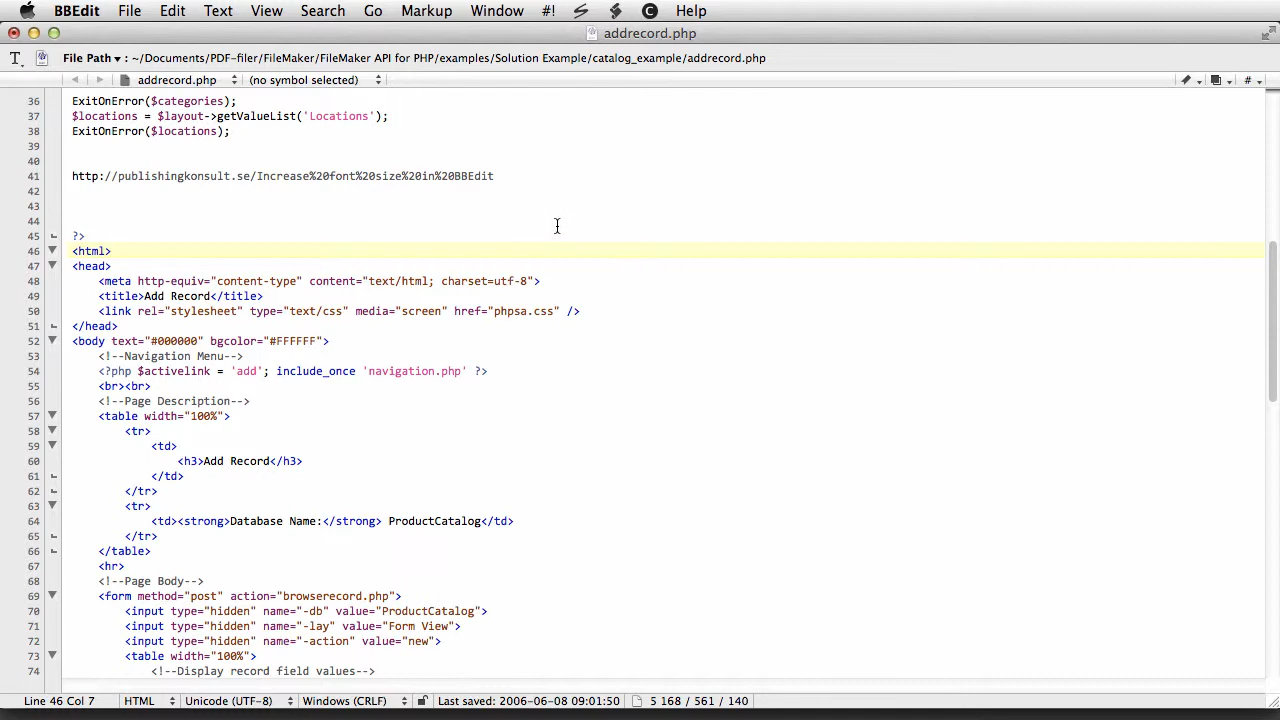 BBEdit File Edit Text View Search Go Markup Window #! Help
addrecord.php
File Path : ~/Documents/PDF-filer/FileMaker/FileMaker API for PHP/examples/Solution Example/catalog_example/addrecord.php
addrecord.php (no symbol selected) #
36 ExitOnError($categories);
37 $locations = $layout->getValueList('Locations');
38 ExitOnError($locations);
39
40
41 http://publishingkonsult.se/Increase%20font%20size%20in%20BBEdit
42
43
44
45 ?>
46 <html>
47 <head>
48 <meta http-equiv="content-type" content="text/html; charset=utf-8">
49 <title>Add Record</title>
50 <link rel="stylesheet" type="text/css" media="screen" href="phpsa.css" />
51 </head>
52 <body text="#000000" bgcolor="#FFFFFF">
53 <!--Navigation Menu-->
54 <?php $activelink = 'add'; include_once 'navigation.php' ?>
55 <br><br>
56 <!--Page Description-->
57 <table width="100%">
58 <tr>
59 <td>
60 <h3>Add Record</h3>
61 </td>
62 </tr>
63 <tr>
64 <td><strong>Database Name:</strong> ProductCatalog</td>
65 </tr>
66 </table>
67 <hr>
68 <!--Page Body-->
69 <form method="post" action="browserecord.php">
70 <input type="hidden" name="-db" value="ProductCatalog">
71 <input type="hidden" name="-lay" value="Form View">
72 <input type="hidden" name="-action" value="new">
73 <table width="100%">
74 <!--Display record field values-->
Line 46 Col 7 HTML Unicode (UTF-8) Windows (CRLF) Last saved: 2006-06-08 09:01:50 5 168 / 561 / 140